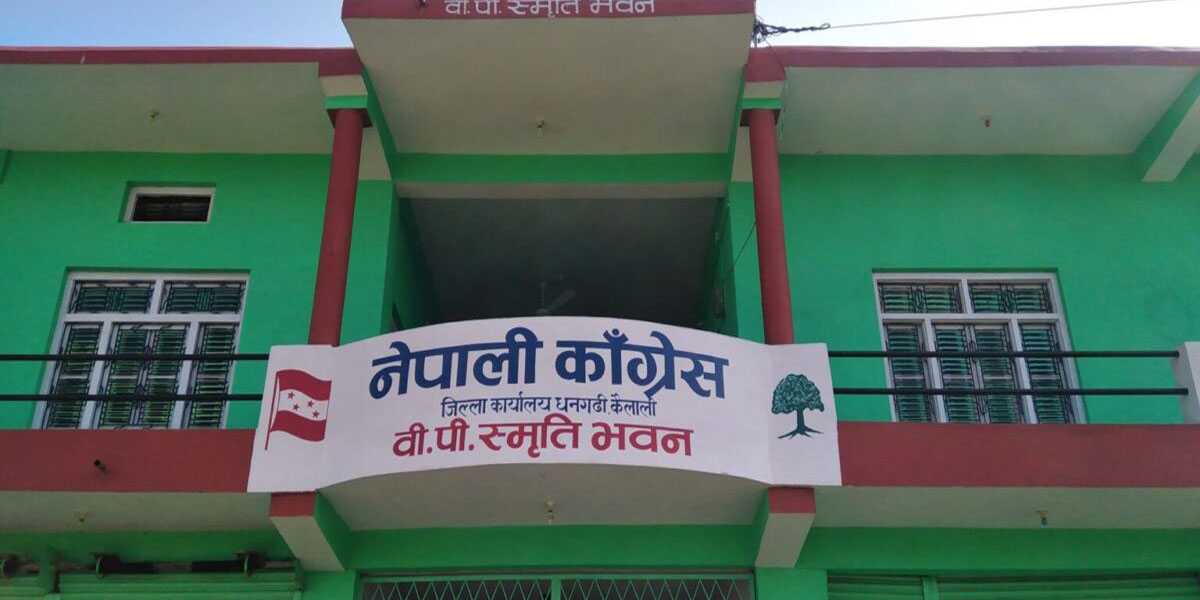 वी.पी. स्मृति भवन
नेपाली काँग्रेस
जिल्ला कार्यालय धनगढी, कैलाली
वी.पी. स्मृति भवन